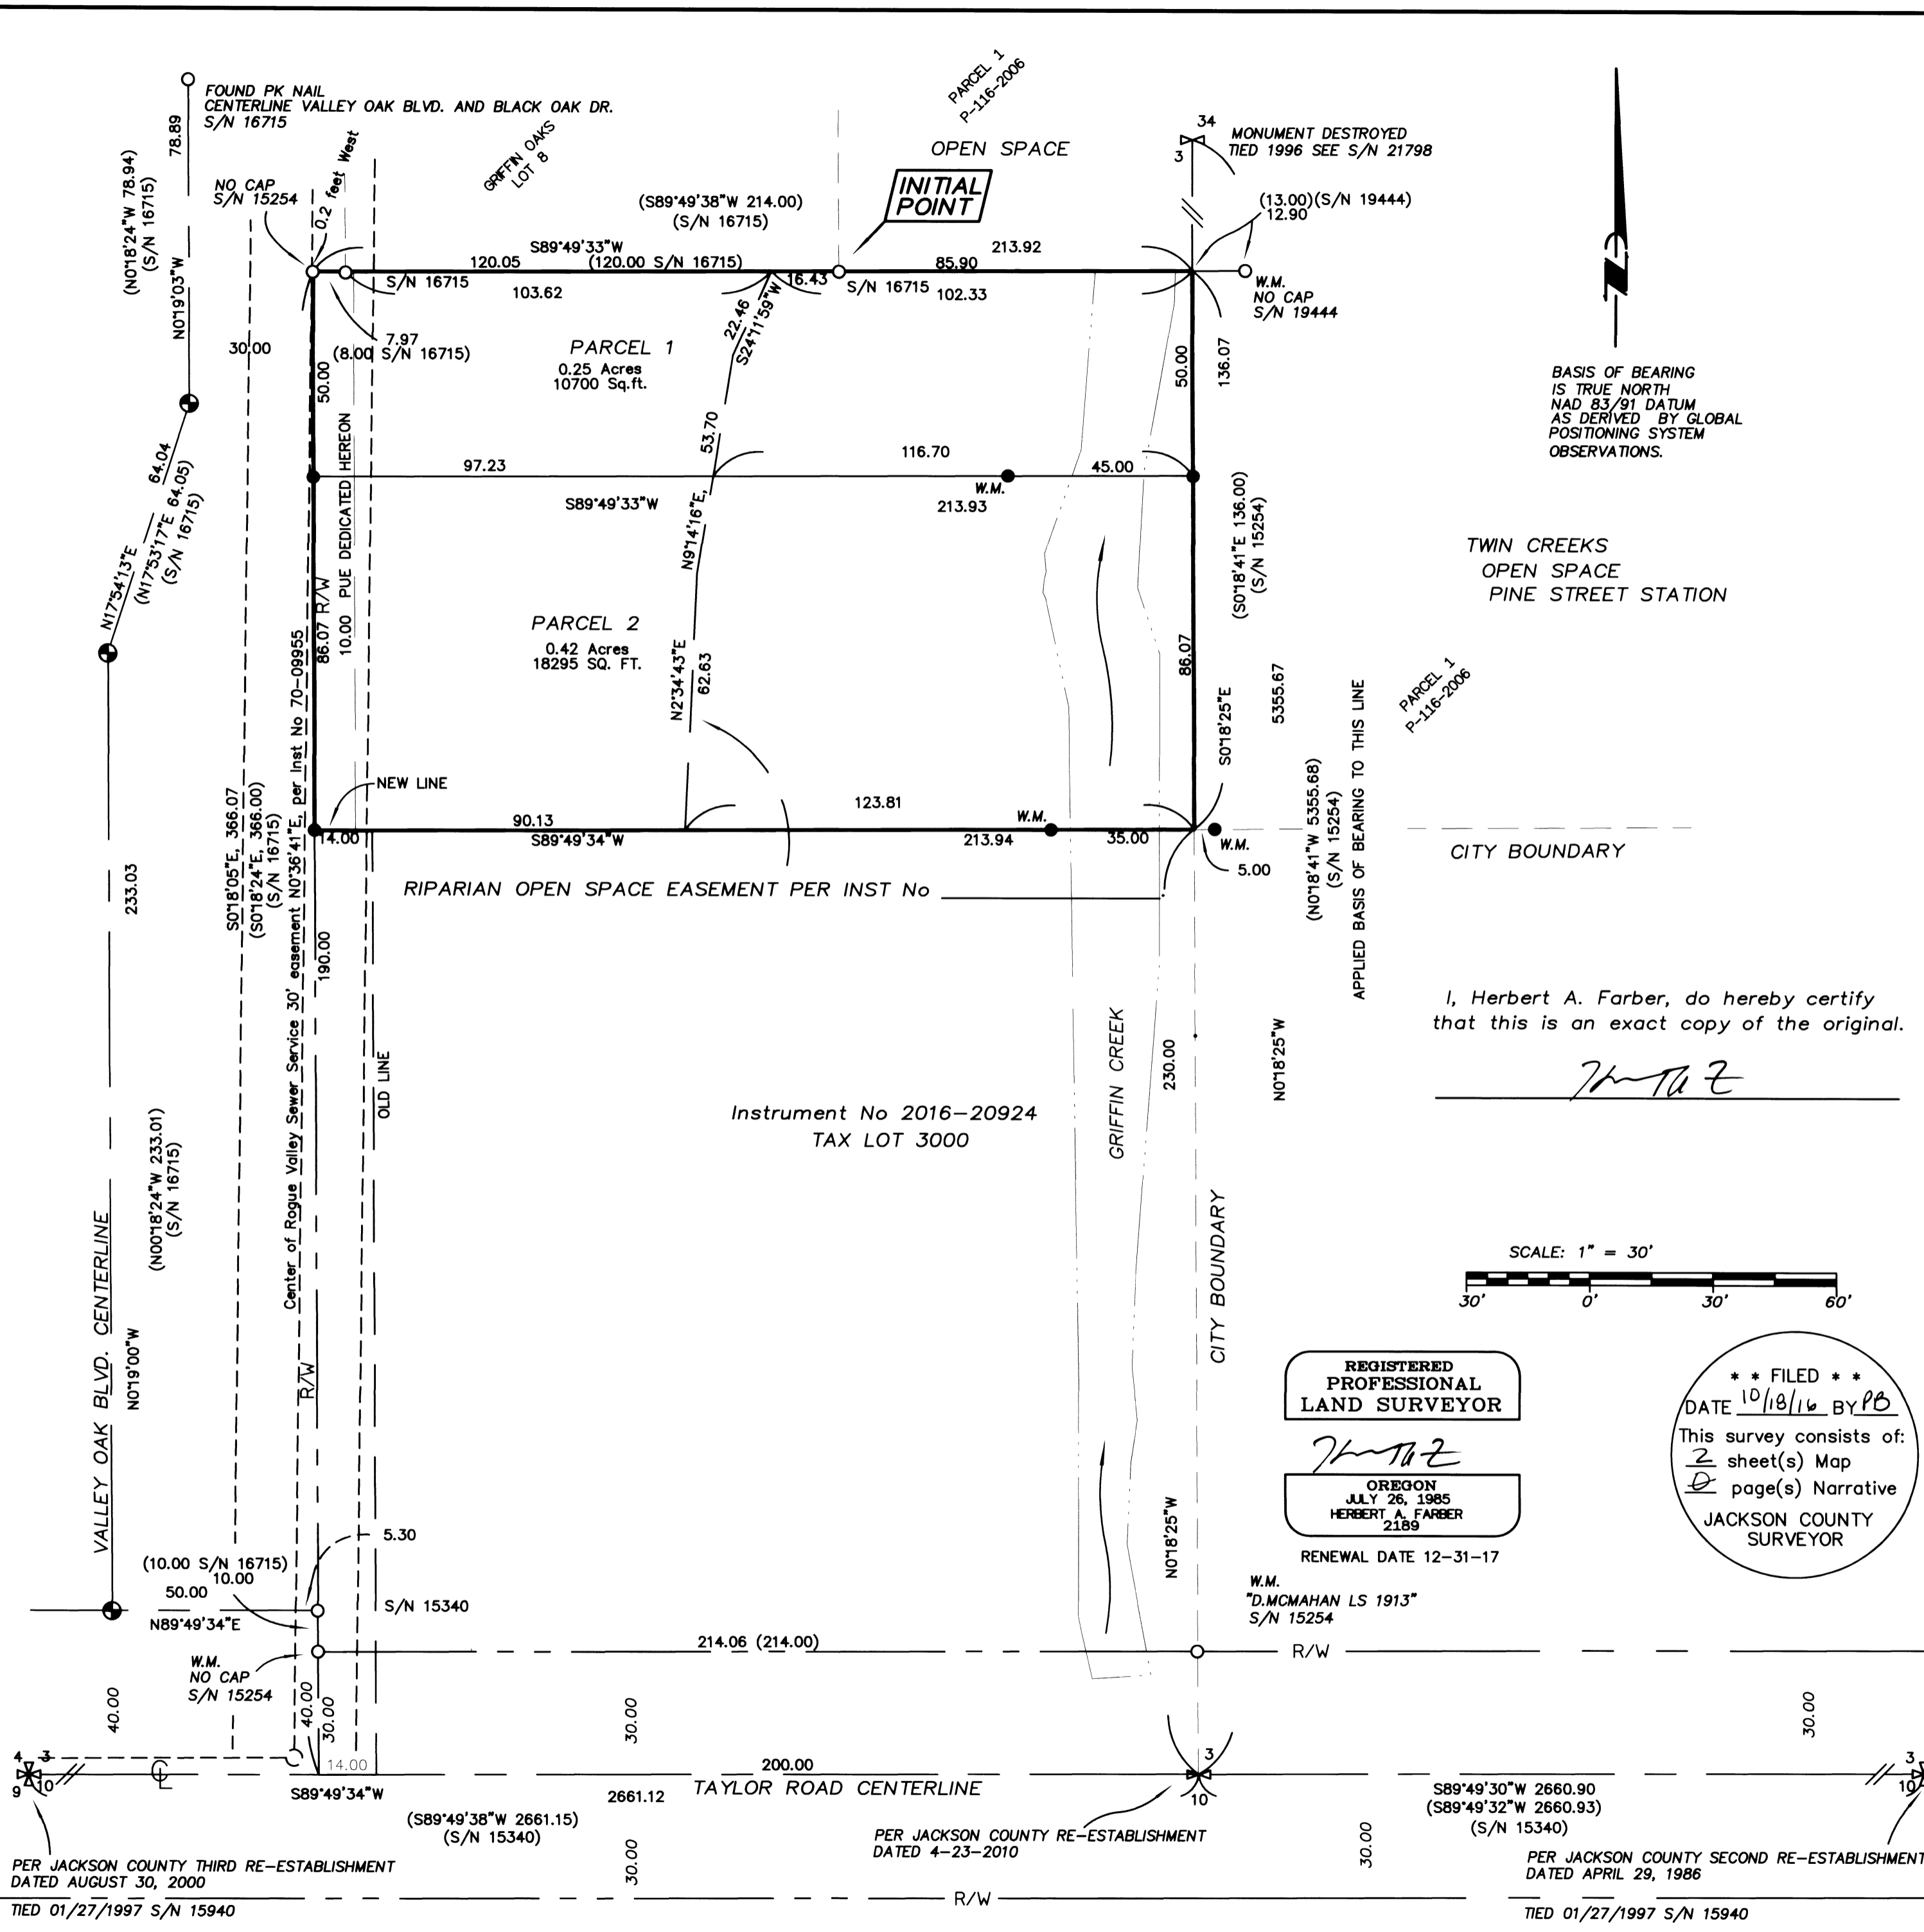 FOUND PK NAIL
CENTERLINE VALLEY OAK BLVD. AND BLACK OAK DR.
S/N 16715
78.89
(N0°18'24"W 78.94)
(S/N 16715)
N0°19'03"W
NO CAP
S/N 15254
0.2 feet West
GRIFFIN OAKS
LOT 8
PARCEL 1
P-116-2006
OPEN SPACE
INITIAL
POINT
34
3
MONUMENT DESTROYED
TIED 1996 SEE S/N 21798
(S89°49'38"W 214.00)
(S/N 16715)
(13.00)(S/N 19444)
12.90
S89°49'33"W
213.92
120.05
(120.00 S/N 16715)
85.90
S/N 16715
16.43
S/N 16715
103.62
102.33
W.M.
NO CAP
S/N 19444
22.46
S24°11'59"W
30.00
7.97
(8.00 S/N 16715)
PARCEL 1
0.25 Acres
10700 Sq.ft.
50.00
50.00
136.07
N
BASIS OF BEARING
IS TRUE NORTH
NAD 83/91 DATUM
AS DERIVED BY GLOBAL
POSITIONING SYSTEM
OBSERVATIONS.
64.04
N17°54'13"E
(N17°53'17"E 64.05)
(S/N 16715)
10.00 PUE DEDICATED HEREON
53.70
N9°14'16"E,
97.23
116.70
45.00
W.M.
S89°49'33"W
213.93
(S0°18'41"E 136.00)
(S/N 15254)
TWIN CREEKS
OPEN SPACE
PINE STREET STATION
86.07 R/W
PARCEL 2
0.42 Acres
18295 SQ. FT.
N2°34'43"E
62.63
86.07
S0°18'25"E
5355.67
PARCEL 1
P-116-2006
NEW LINE
90.13
123.81
W.M.
14.00
S89°49'34"W
213.94
35.00
W.M.
5.00
CITY BOUNDARY
RIPARIAN OPEN SPACE EASEMENT PER INST No
S0°18'05"E, 366.07
(S0°18'24"E, 366.00)
(S/N 16715)
Center of Rogue Valley Sewer Service 30' easement N0°36'41"E, per Inst No 70-09955
233.03
190.00
(N0°18'41"W 5355.68)
(S/N 15254)
APPLIED BASIS OF BEARING TO THIS LINE
I, Herbert A. Farber, do hereby certify
that this is an exact copy of the original.
OLD LINE
GRIFFIN CREEK
230.00
N0°18'25"W
Instrument No 2016-20924
TAX LOT 3000
(N00°18'24"W 233.01)
(S/N 16715)
VALLEY OAK BLVD. CENTERLINE
N0°19'00"W
R/W
CITY BOUNDARY
SCALE: 1" = 30'
30' 0' 30' 60'
REGISTERED
PROFESSIONAL
LAND SURVEYOR
OREGON
JULY 26, 1985
HERBERT A. FARBER
2189
RENEWAL DATE 12-31-17
* * FILED * *
DATE 10/18/16 BY PB
This survey consists of:
2 sheet(s) Map
0 page(s) Narrative
JACKSON COUNTY
SURVEYOR
N0°18'25"W
5.30
(10.00 S/N 16715)
10.00
50.00
S/N 15340
N89°49'34"E
W.M.
"D.MCMAHAN LS 1913"
S/N 15254
214.06 (214.00)
R/W
W.M.
NO CAP
S/N 15254
40.00
40.00
30.00
30.00
30.00
4 3
9 10
CL
14.00
200.00
3
10
3
10
S89°49'34"W
2661.12
TAYLOR ROAD CENTERLINE
S89°49'30"W 2660.90
(S89°49'32"W 2660.93)
(S/N 15340)
(S89°49'38"W 2661.15)
(S/N 15340)
PER JACKSON COUNTY RE-ESTABLISHMENT
DATED 4-23-2010
30.00
30.00
PER JACKSON COUNTY THIRD RE-ESTABLISHMENT
DATED AUGUST 30, 2000
TIED 01/27/1997 S/N 15940
R/W
PER JACKSON COUNTY SECOND RE-ESTABLISHMENT
DATED APRIL 29, 1986
TIED 01/27/1997 S/N 15940